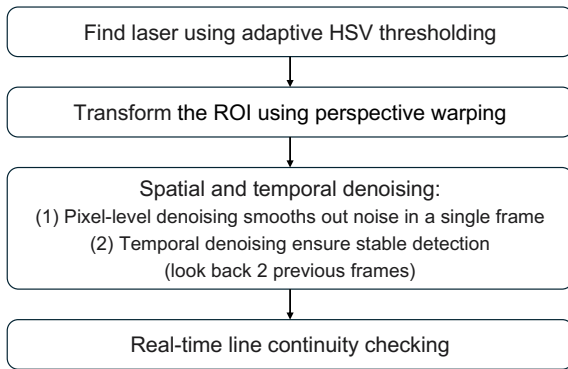 Find laser using adaptive HSV thresholding
Transform the ROI using perspective warping
Spatial and temporal denoising:
(1) Pixel-level denoising smooths out noise in a single frame
(2) Temporal denoising ensure stable detection
(look back 2 previous frames)
Real-time line continuity checking